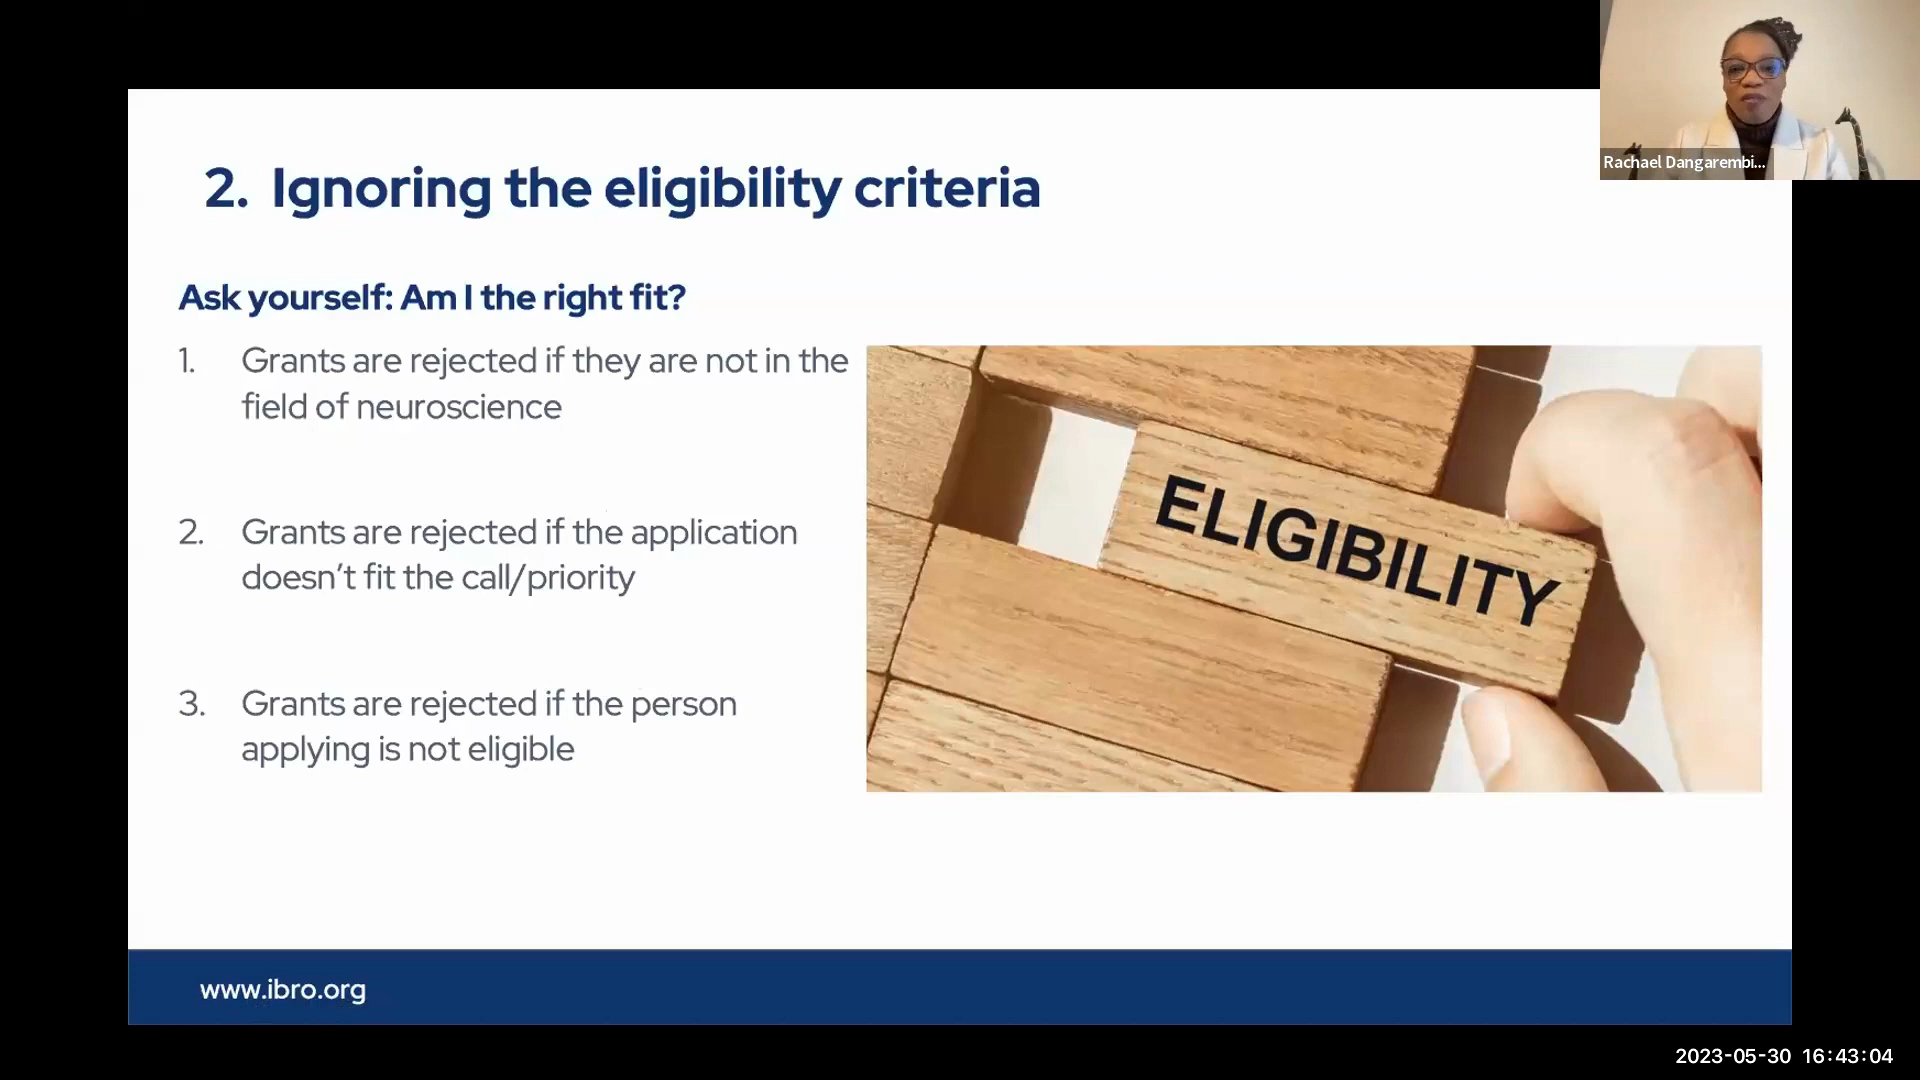 Rachael Dangarembi...
2. Ignoring the eligibility criteria
Ask yourself: Am I the right fit?
1. Grants are rejected if they are not in the
field of neuroscience
2. Grants are rejected if the application
doesn’t fit the call/priority
3. Grants are rejected if the person
applying is not eligible
ELIGIBILITY
www.ibro.org
2023-05-30 16:43:04